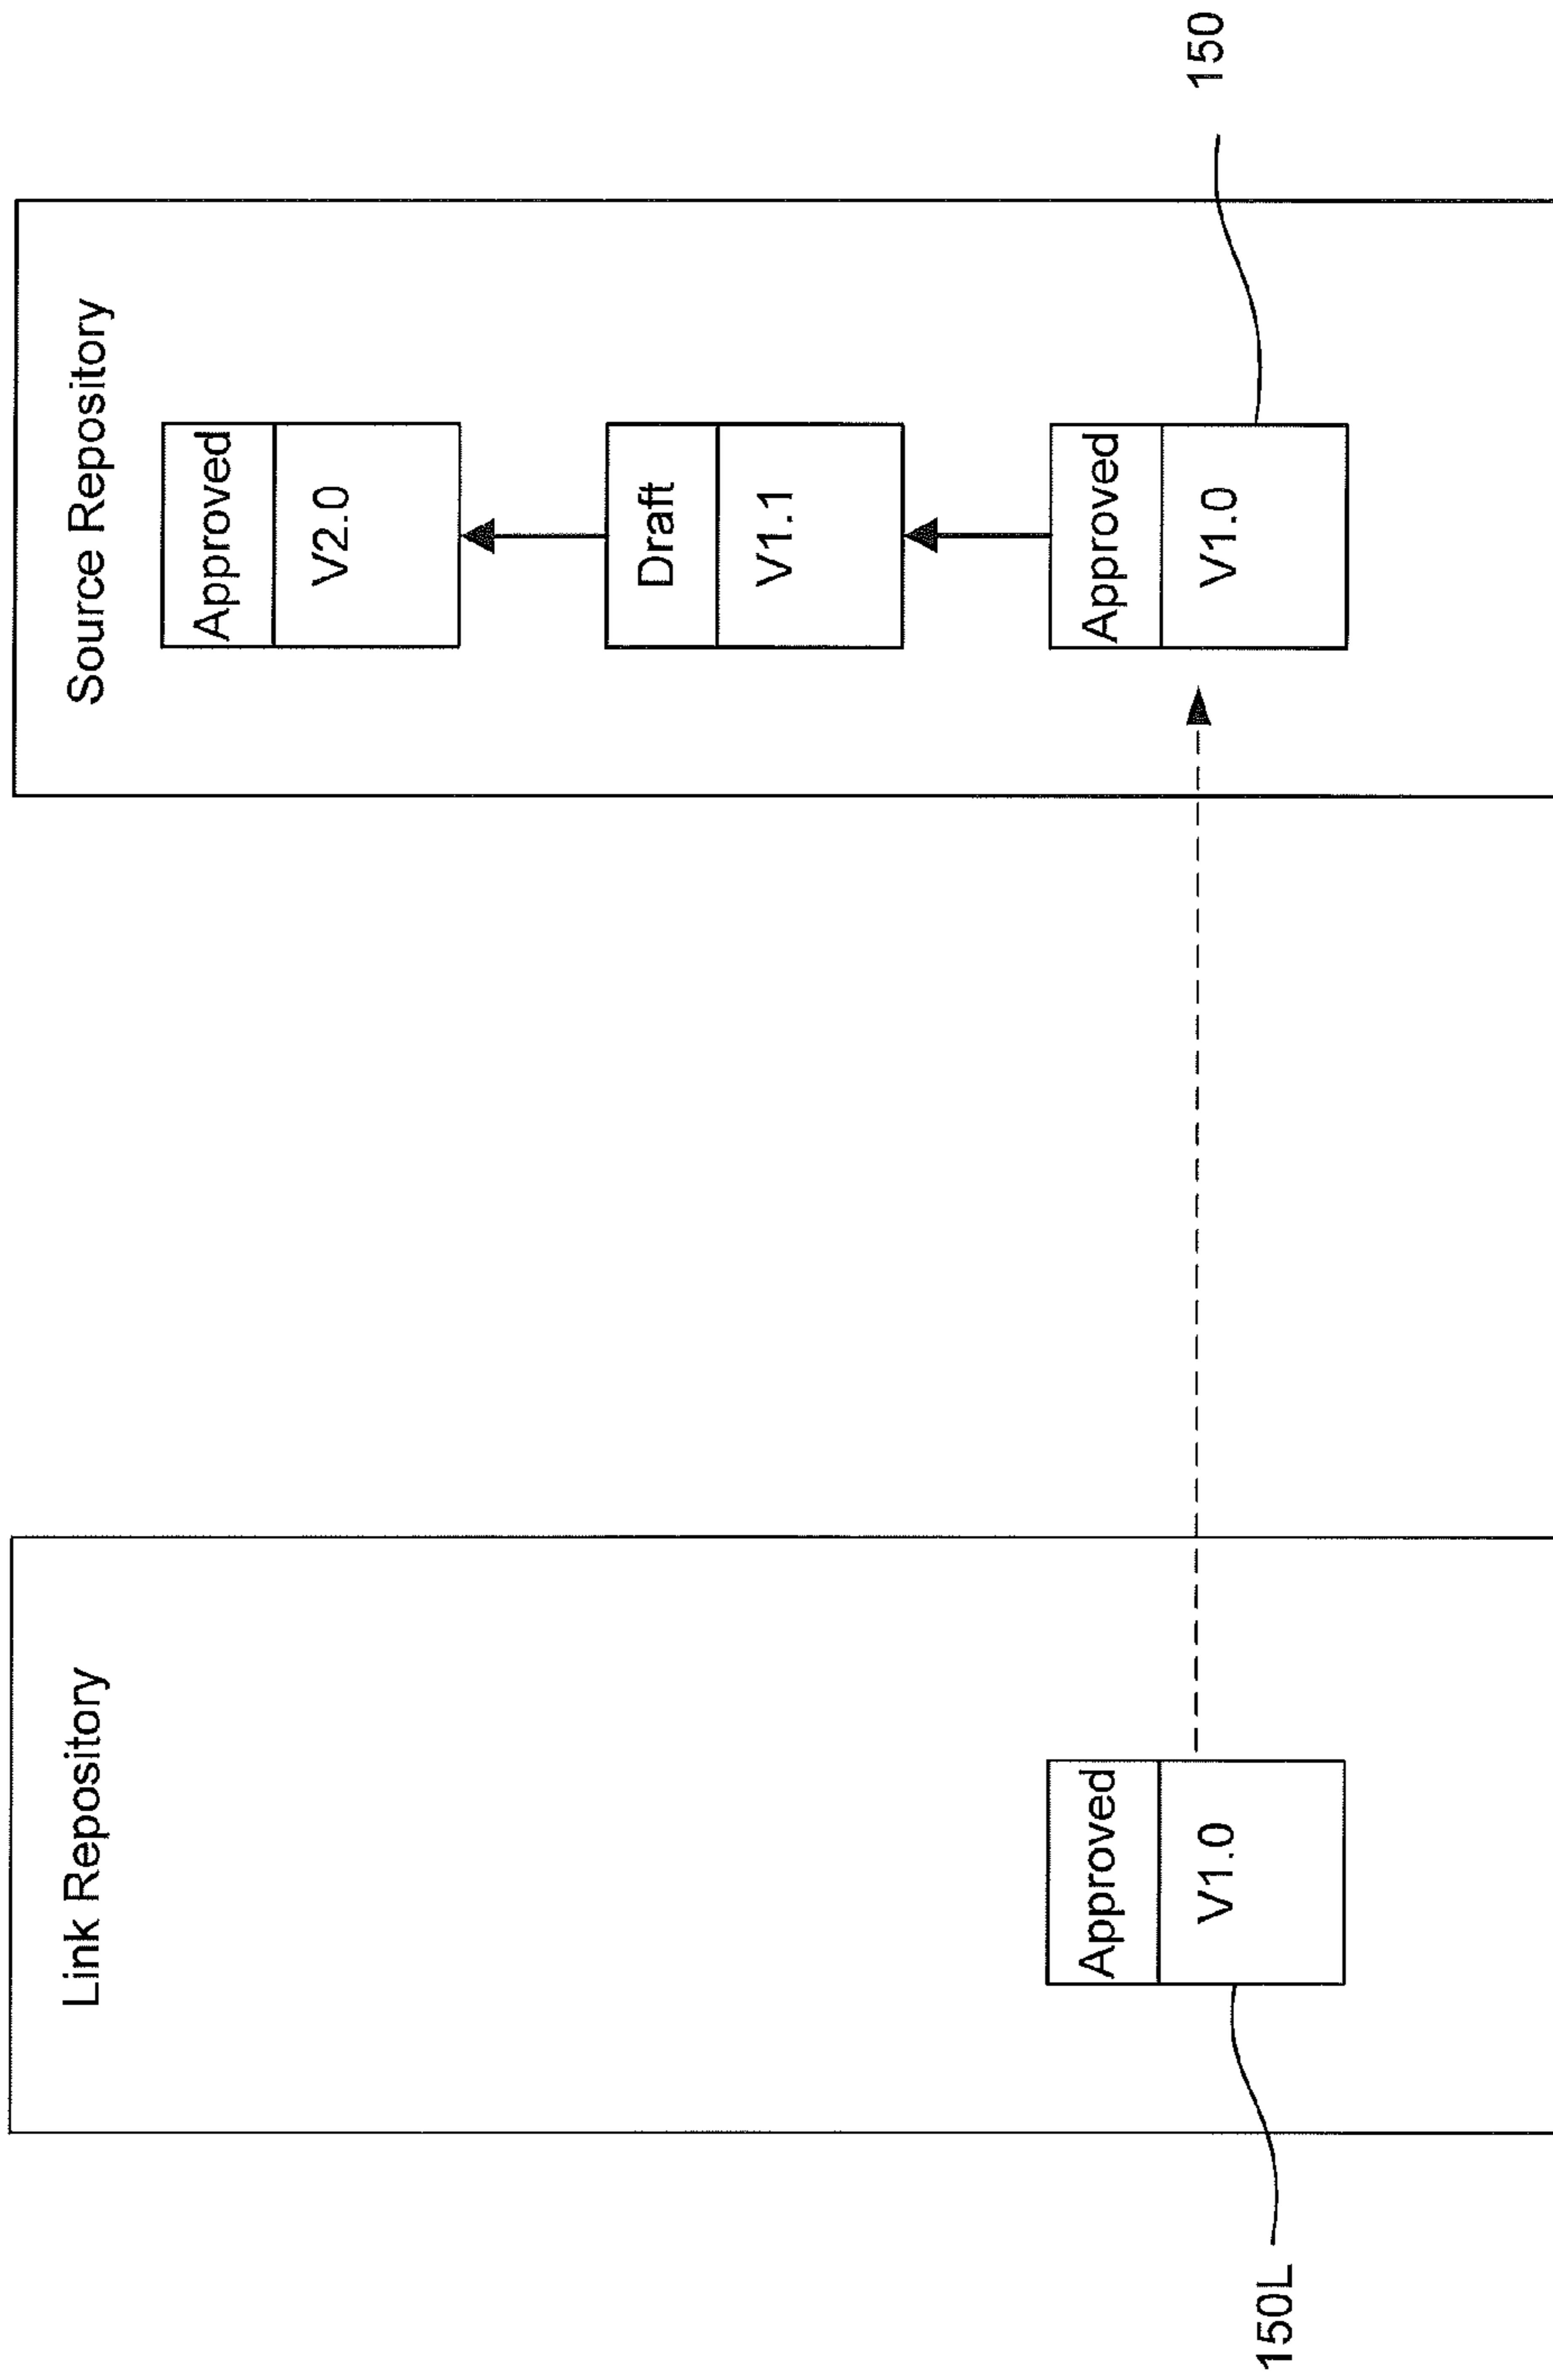 Link Repository
Source Repository
Approved
V2.0
Draft
V1.1
Approved
V1.0
Approved
V1.0
150L
150